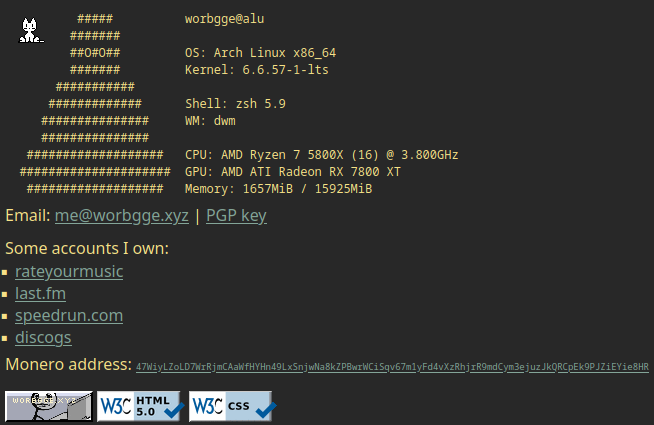 ##### worbgge@alu
#######
##O#O## OS: Arch Linux x86_64
####### Kernel: 6.6.57-1-lts
###########
############# Shell: zsh 5.9
############### WM: dwm
###############
################### CPU: AMD Ryzen 7 5800X (16) @ 3.800GHz
##################### GPU: AMD ATI Radeon RX 7800 XT
################### Memory: 1657MiB / 15925MiB
Email: me@worbgge.xyz | PGP key
Some accounts I own:
▪ rateyourmusic
▪ last.fm
▪ speedrun.com
▪ discogs
Monero address: 47WiyLZoLD7WrRjmCAaWfHYHn49LxSnjwNa8kZPBwrWCiSqvG7m1yFd4vXzRhjrR9mdCym3ejuzJkQRCpEk9PJZiEYie8HR
WORBGGE.XYZ
W3C HTML 5.0
W3C CSS